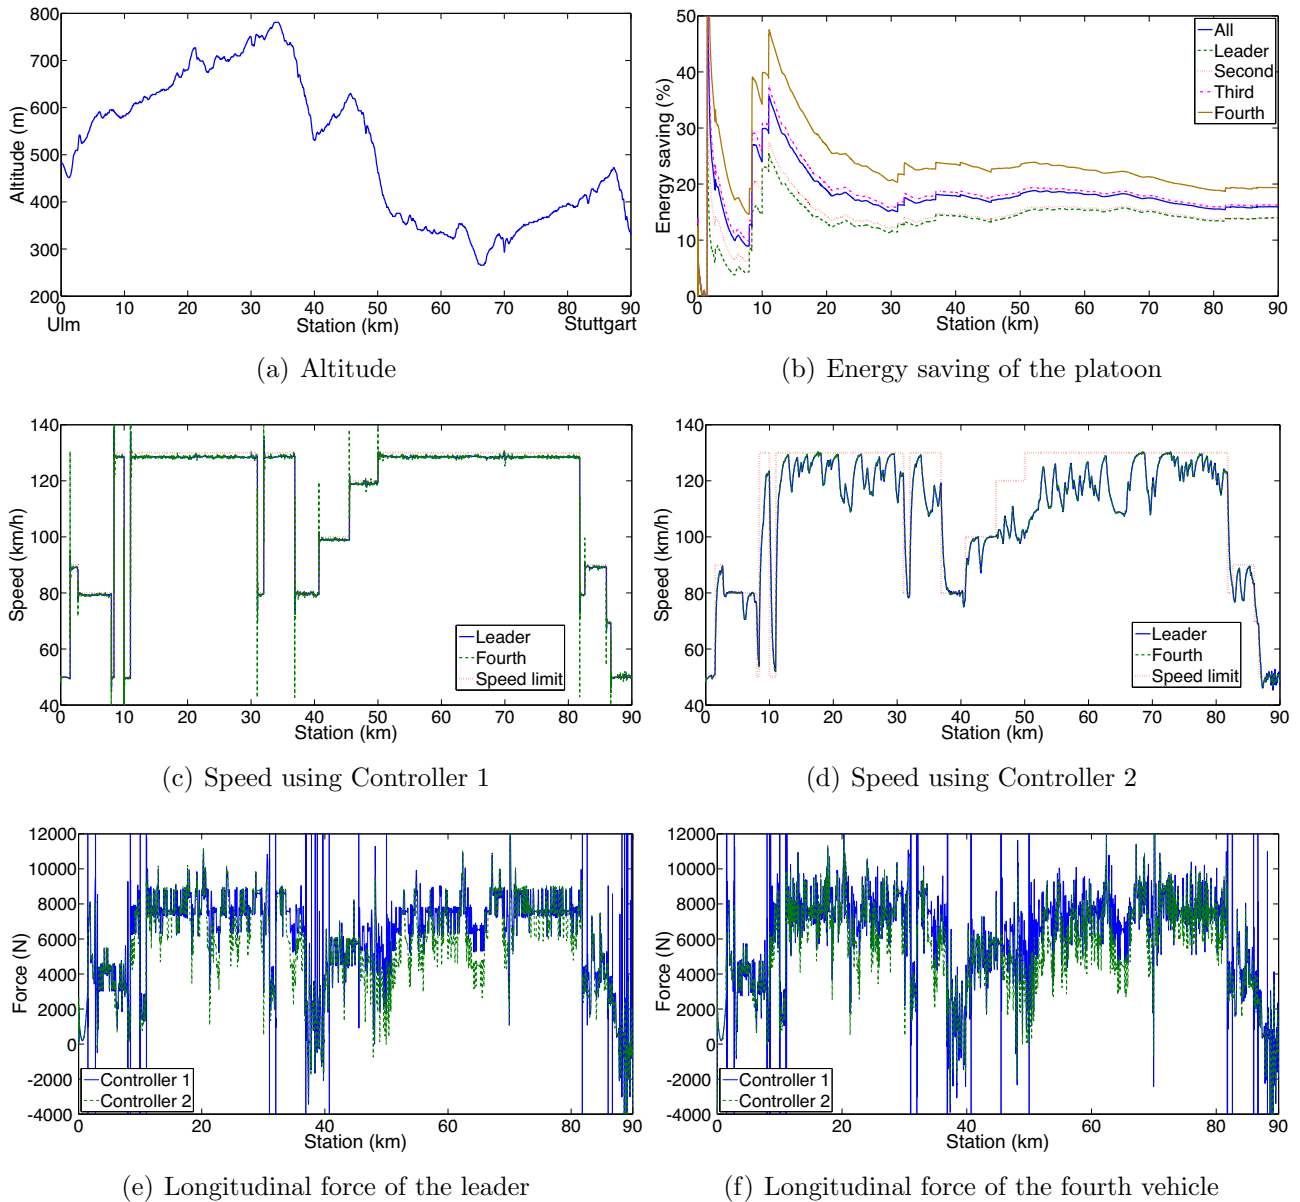 800
700
600
500
400
300
200
Altitude (m)
0 10 20 30 40 50 60 70 80 90
Ulm Station (km) Stuttgart
(a) Altitude
50
40
30
20
10
0
Energy saving (%)
All
Leader
Second
Third
Fourth
0 10 20 30 40 50 60 70 80 90
Station (km)
(b) Energy saving of the platoon
140
120
100
80
60
40
Speed (km/h)
Leader
Fourth
Speed limit
0 10 20 30 40 50 60 70 80 90
Station (km)
(c) Speed using Controller 1
140
120
100
80
60
40
Speed (km/h)
Leader
Fourth
Speed limit
0 10 20 30 40 50 60 70 80 90
Station (km)
(d) Speed using Controller 2
12000
10000
8000
6000
4000
2000
0
-2000
-4000
Force (N)
Controller 1
Controller 2
0 20 40 60 80 90
Station (km)
(e) Longitudinal force of the leader
12000
10000
8000
6000
4000
2000
0
-2000
-4000
Force (N)
Controller 1
Controller 2
0 20 40 60 80 90
Station (km)
(f) Longitudinal force of the fourth vehicle